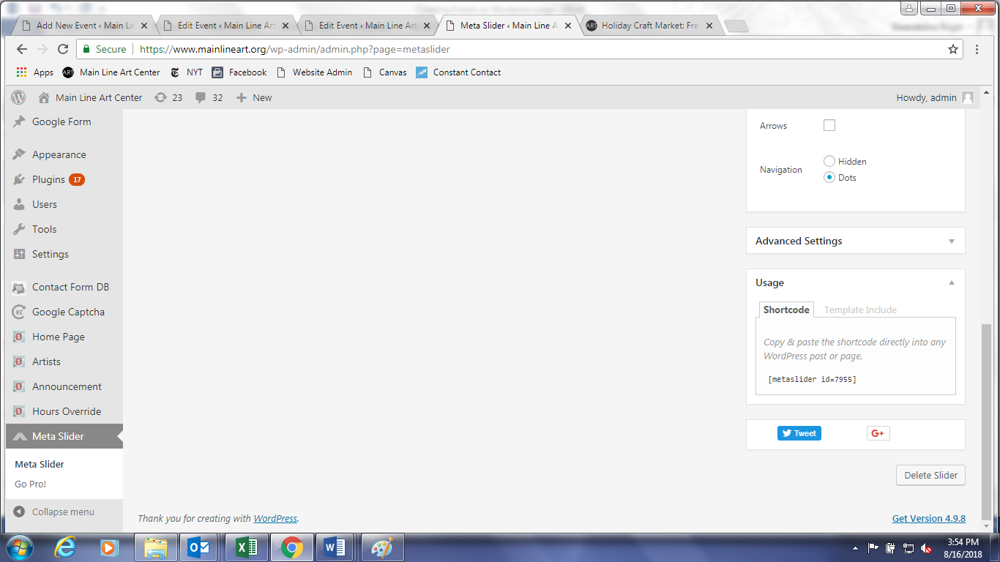 Add New Event ‹ Main Li
Edit Event ‹ Main Line Art
Edit Event ‹ Main Line Art
Meta Slider ‹ Main Line A
ART Holiday Craft Market: Fre
Secure https://www.mainlineart.org/wp-admin/admin.php?page=metaslider
Apps ART Main Line Art Center NYT Facebook Website Admin Canvas Constant Contact
Main Line Art Center 23 32 New Howdy, admin
Google Form
Appearance
Plugins 17
Users
Tools
Settings
Contact Form DB
RE Google Captcha
Home Page
Artists
Announcement
Hours Override
Meta Slider
Meta Slider
Go Pro!
Collapse menu
Arrows
Navigation
Hidden
Dots
Advanced Settings
Usage
Shortcode Template Include
Copy & paste the shortcode directly into any
WordPress post or page.
[metaslider id=7955]
Tweet G+
Delete Slider
Thank you for creating with WordPress.
Get Version 4.9.8
3:54 PM
8/16/2018